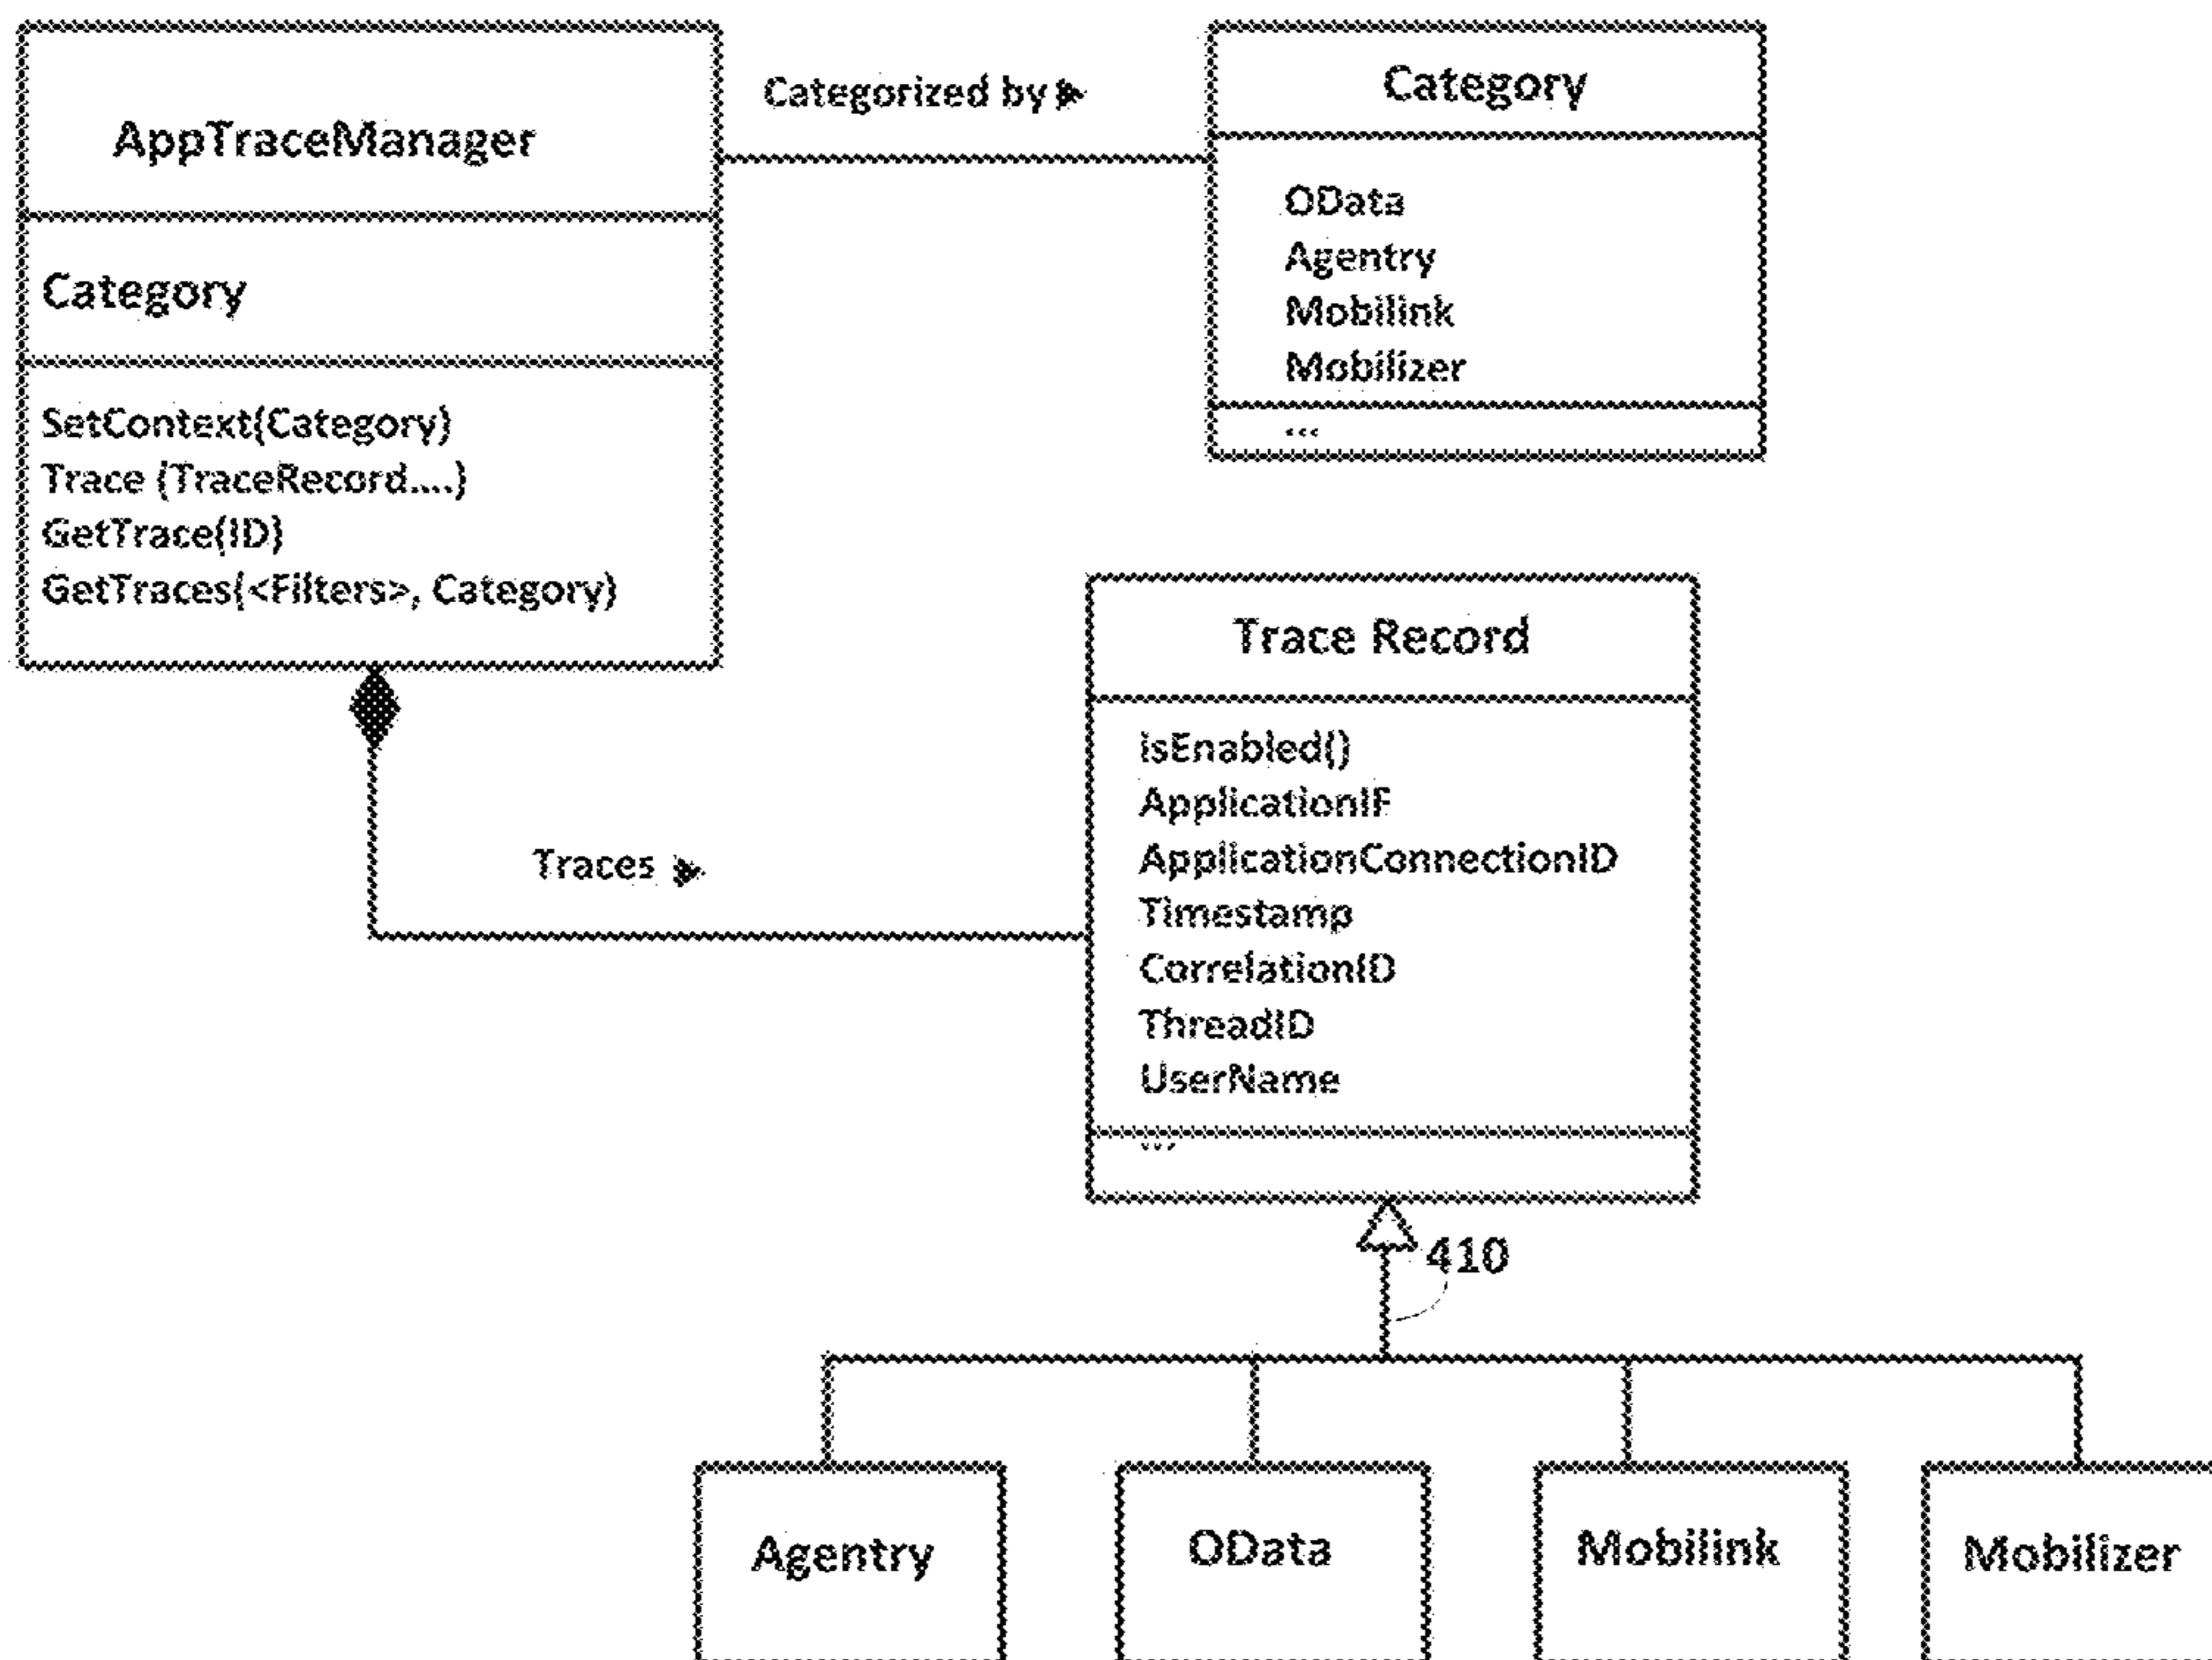 AppTraceManager
Category
SetContext(Category)
Trace (TraceRecord....)
GetTrace(ID)
GetTraces(<Filters>, Category)
Categorized by
Category
OData
Agentry
Mobilink
Mobilizer
...
Traces
Trace Record
isEnabled()
ApplicationIF
ApplicationConnectionID
Timestamp
CorrelationID
ThreadID
UserName
...
410
Agentry
OData
Mobilink
Mobilizer